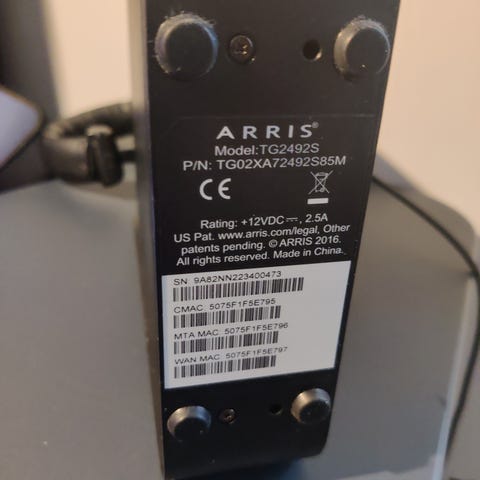 ARRIS®
Model:TG2492S
P/N: TG02XA72492S85M
CE
Rating: +12VDC⎓, 2.5A
US Pat. www.arris.com/legal, Other
patents pending. © ARRIS 2016.
All rights reserved. Made in China.
SN: 9A82NN223400473
CMAC: 5075F1F5E795
MTA MAC: 5075F1F5E796
WAN MAC: 5075F1F5E797